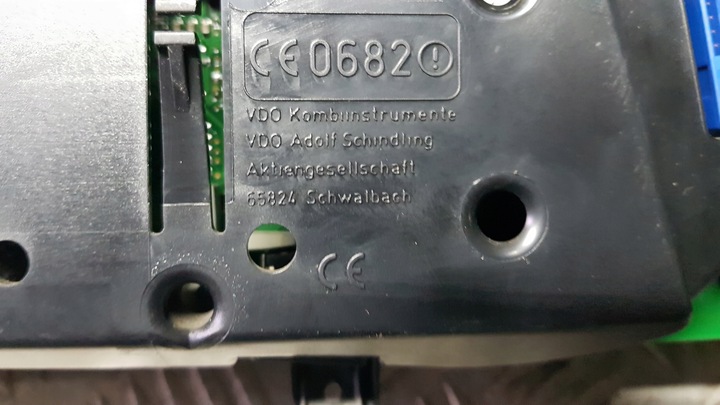 CE0682!
VDO Kombiinstrumente
VDO Adolf Schindling
Aktiengesellschaft
65824 Schwalbach
CE